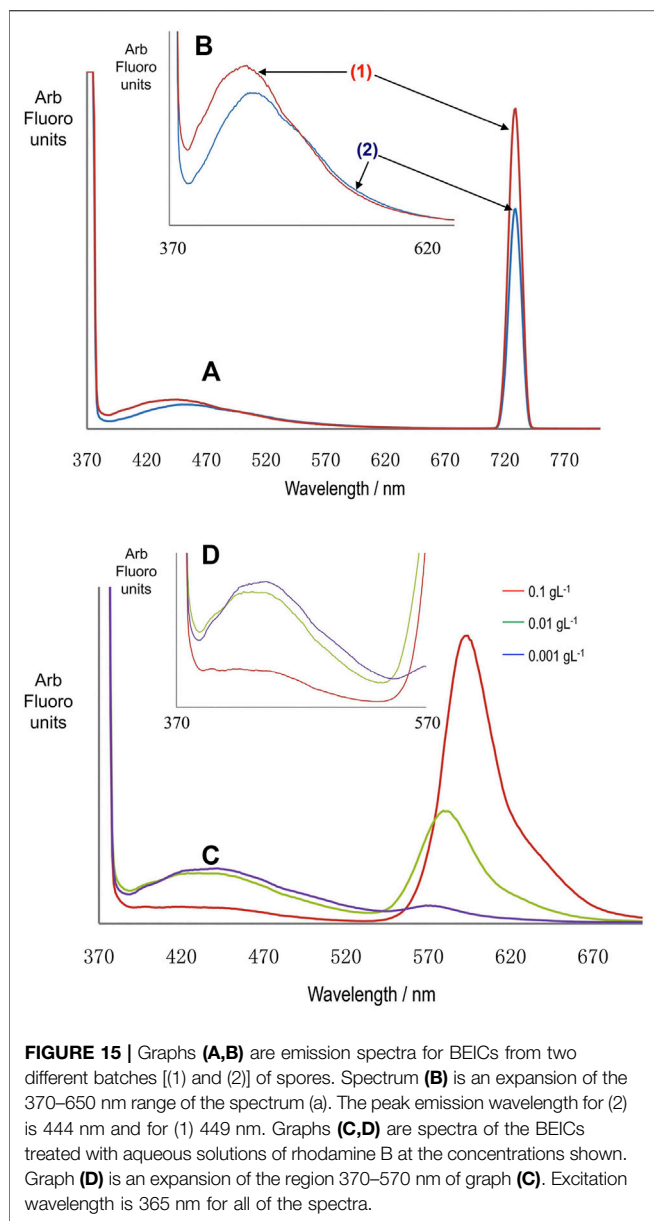 B
Arb
Fluoro
units
(1)
Arb
Fluoro
units
(2)
370
620
A
370 420 470 520 570 620 670 720 770
Wavelength / nm
D
Arb
Fluoro
units
0.1 gL-1
0.01 gL-1
0.001 gL-1
370
570
Arb
Fluoro
units
C
370 420 470 520 570 620 670
Wavelength / nm
FIGURE 15 | Graphs (A,B) are emission spectra for BEICs from two
different batches [(1) and (2)] of spores. Spectrum (B) is an expansion of the
370–650 nm range of the spectrum (a). The peak emission wavelength for (2)
is 444 nm and for (1) 449 nm. Graphs (C,D) are spectra of the BEICs
treated with aqueous solutions of rhodamine B at the concentrations shown.
Graph (D) is an expansion of the region 370–570 nm of graph (C). Excitation
wavelength is 365 nm for all of the spectra.